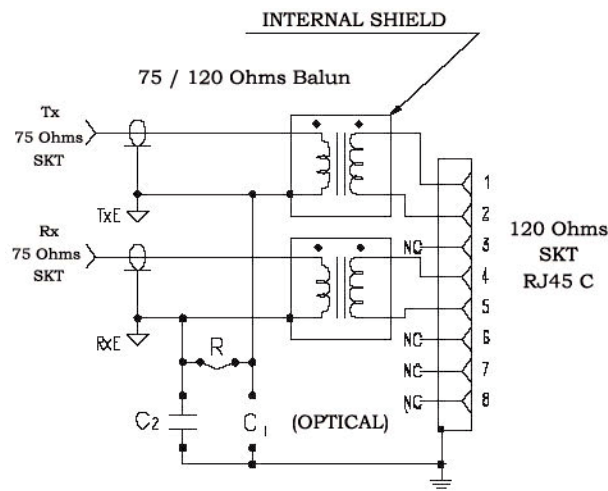 INTERNAL SHIELD
75 / 120 Ohms Balun
Tx
75 Ohms
SKT
TxE
Rx
75 Ohms
SKT
RxE
R
C2
C1
(OPTICAL)
1
2
NC 3
4
5
NC 6
NC 7
NC 8
120 Ohms
SKT
RJ45 C